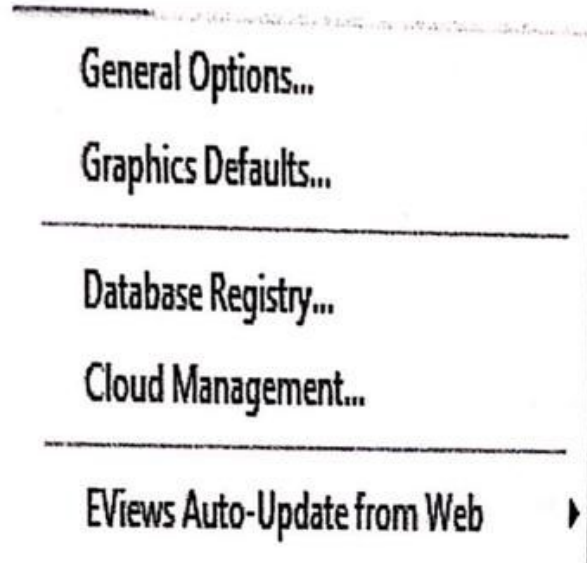 General Options...
Graphics Defaults...
Database Registry...
Cloud Management...
EViews Auto-Update from Web